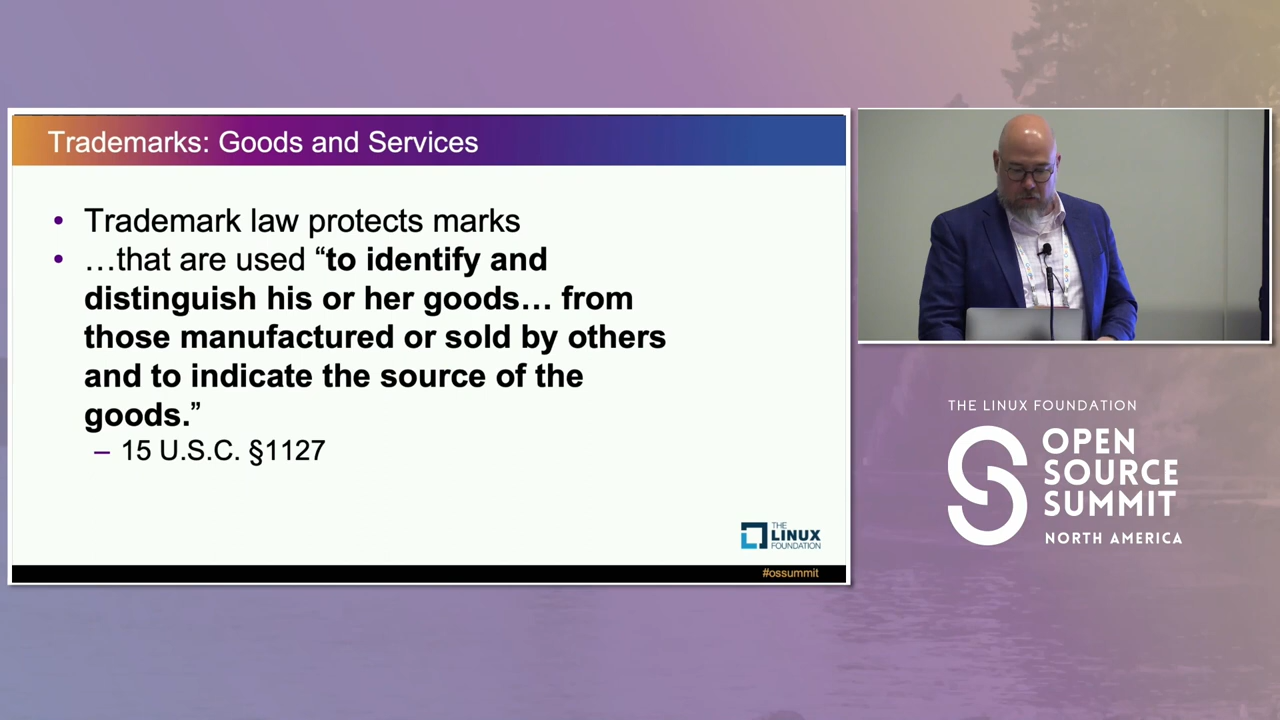 Trademarks: Goods and Services
• Trademark law protects marks
• …that are used “to identify and
distinguish his or her goods… from
those manufactured or sold by others
and to indicate the source of the
goods.”
– 15 U.S.C. §1127
THE
LINUX
FOUNDATION
#ossummit
THE LINUX FOUNDATION
OPEN
SOURCE
SUMMIT
NORTH AMERICA